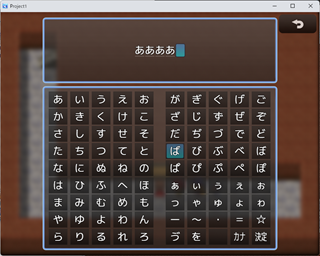 Project1
ああああ
あ い う え お が ぎ ぐ げ ご
か き く け こ ざ じ ず ぜ ぞ
さ し す せ そ だ ぢ づ で ど
た ち つ て と ば び ぶ べ ぼ
な に ぬ ね の ぱ ぴ ぷ ぺ ぽ
は ひ ふ へ ほ ぁ ぃ ぅ ぇ ぉ
ま み む め も っ ゃ ゅ ょ ゎ
や ゆ よ わ ん ー ～ ・ ＝ ☆
ら り る れ ろ ゔ を カナ 決定